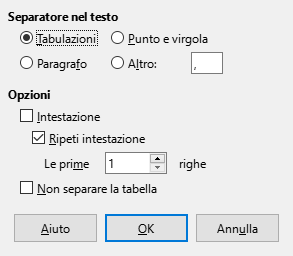 Separatore nel testo
Tabulazioni Punto e virgola
Paragrafo Altro: ,
Opzioni
Intestazione
Ripeti intestazione
Le prime 1 righe
Non separare la tabella
Aiuto OK Annulla